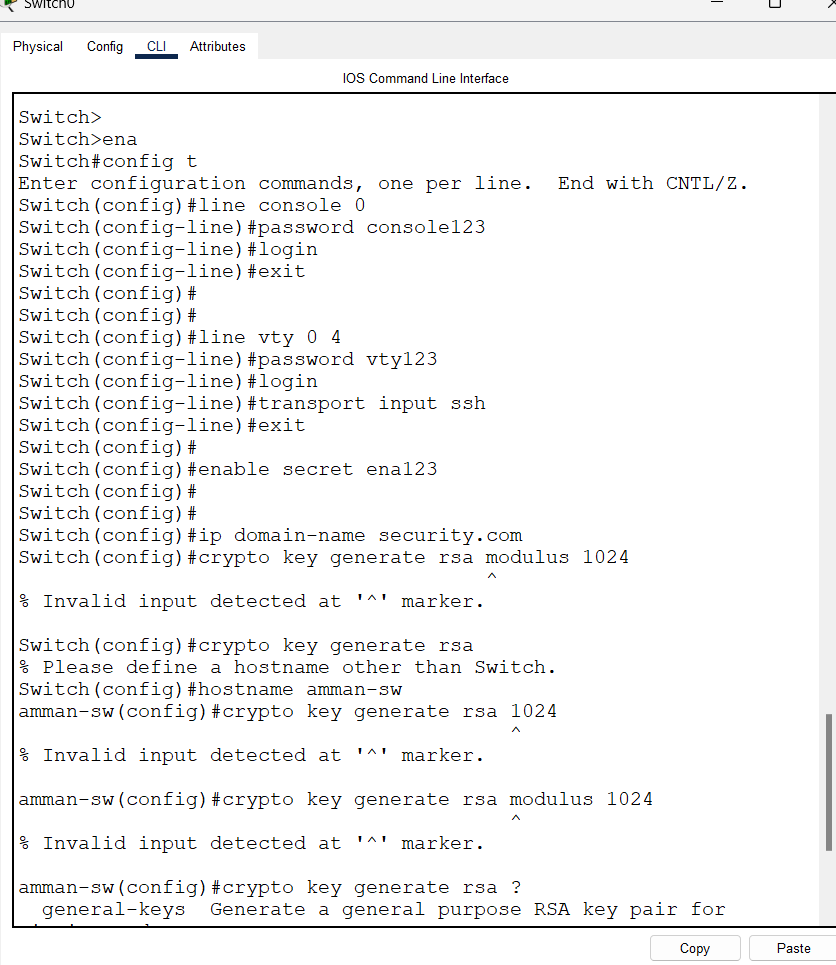 Switch0
Physical Config CLI Attributes
IOS Command Line Interface
Switch>
Switch>ena
Switch#config t
Enter configuration commands, one per line.  End with CNTL/Z.
Switch(config)#line console 0
Switch(config-line)#password console123
Switch(config-line)#login
Switch(config-line)#exit
Switch(config)#
Switch(config)#
Switch(config)#line vty 0 4
Switch(config-line)#password vty123
Switch(config-line)#login
Switch(config-line)#transport input ssh
Switch(config-line)#exit
Switch(config)#
Switch(config)#enable secret ena123
Switch(config)#
Switch(config)#
Switch(config)#ip domain-name security.com
Switch(config)#crypto key generate rsa modulus 1024
^
% Invalid input detected at '^' marker.
Switch(config)#crypto key generate rsa
% Please define a hostname other than Switch.
Switch(config)#hostname amman-sw
amman-sw(config)#crypto key generate rsa 1024
^
% Invalid input detected at '^' marker.
amman-sw(config)#crypto key generate rsa modulus 1024
^
% Invalid input detected at '^' marker.
amman-sw(config)#crypto key generate rsa ?
general-keys  Generate a general purpose RSA key pair for
Copy Paste